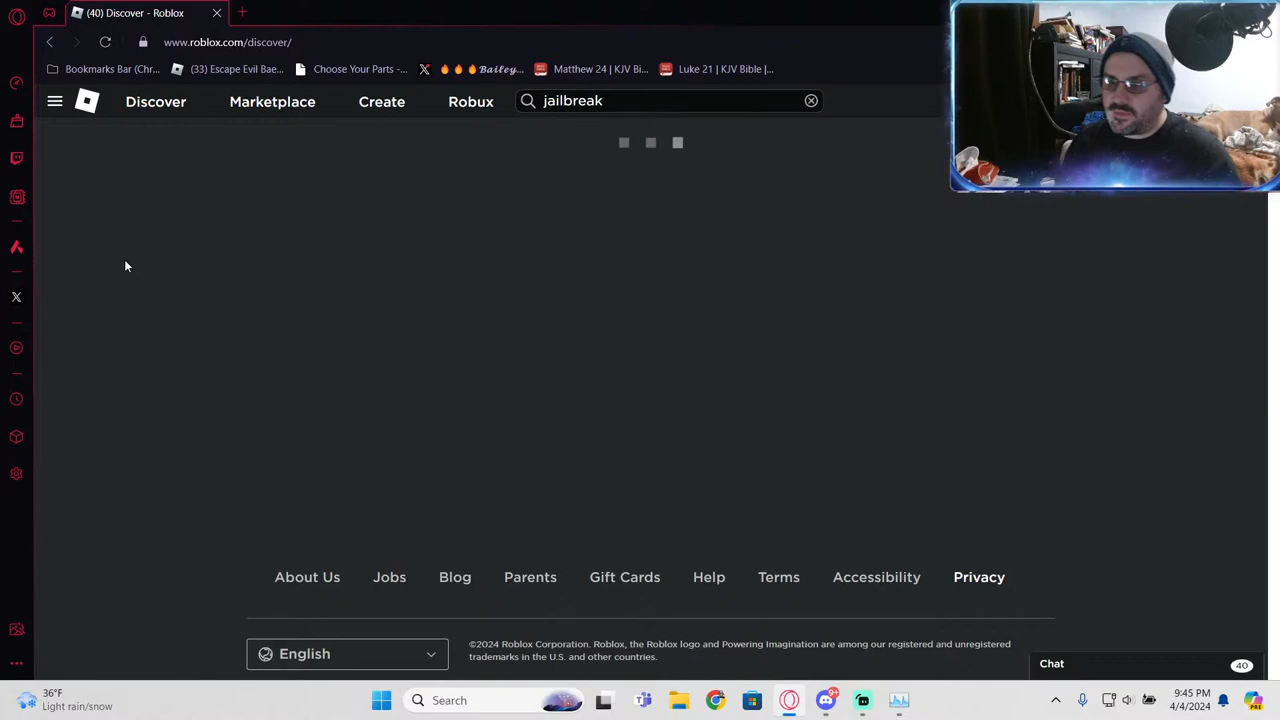 (40) Discover - Roblox
www.roblox.com/discover/
Bookmarks Bar (Chr... (33) Escape Evil Bae... Choose Your Parts -... 🔥🔥🔥𝓑𝓪𝓲𝓵𝓮𝔂... Matthew 24 | KJV Bi... Luke 21 | KJV Bible |...
Discover Marketplace Create Robux jailbreak
About Us Jobs Blog Parents Gift Cards Help Terms Accessibility Privacy
English
©2024 Roblox Corporation. Roblox, the Roblox logo and Powering Imagination are among our registered and unregistered
trademarks in the U.S. and other countries.
Chat 40
36°F
Light rain/snow
Search
9+
9:45 PM
4/4/2024
PRE